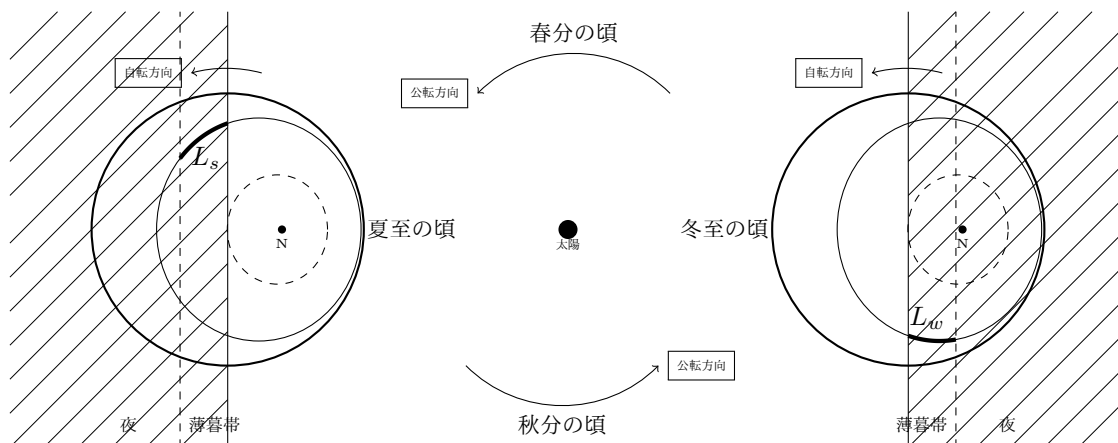 春分の頃
自転方向
自転方向
公転方向
L_s
夏至の頃
冬至の頃
N
太陽
N
L_w
公転方向
夜
薄暮帯
秋分の頃
薄暮帯
夜